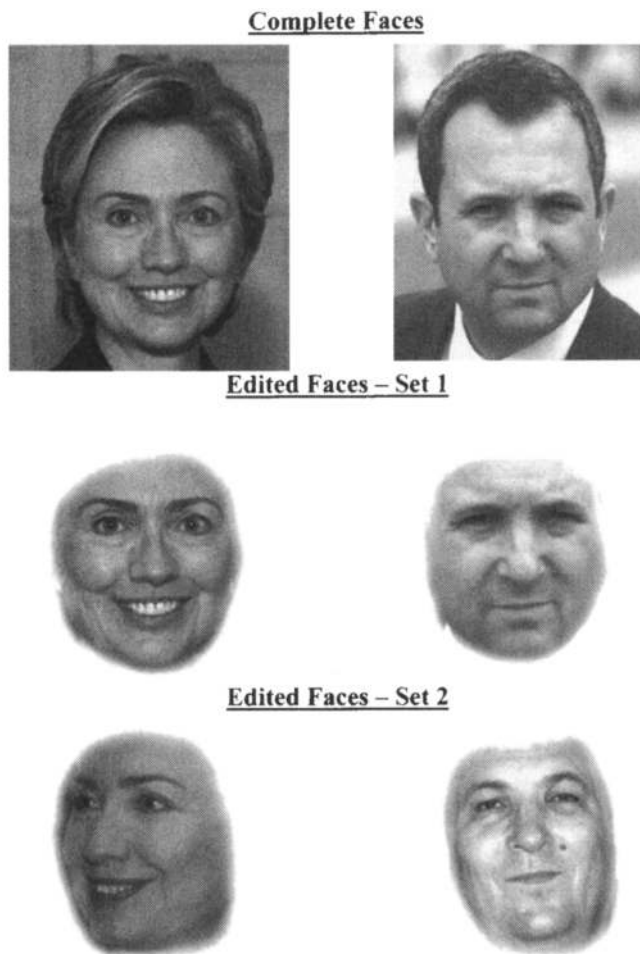 Complete Faces
Edited Faces – Set 1
Edited Faces – Set 2